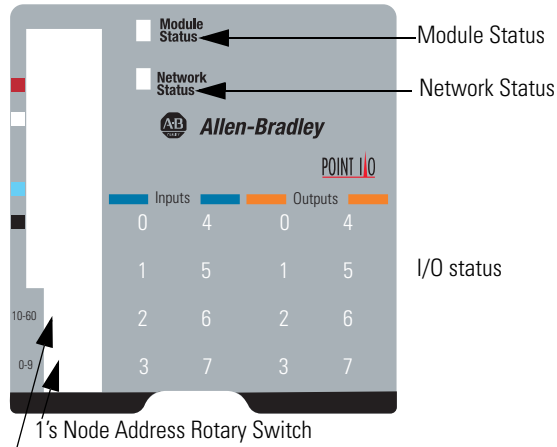 Module
Status
Module Status
Network
Status
Network Status
A-B
Allen-Bradley
POINT I/O
Inputs Outputs
0 4 0 4
1 5 1 5
I/O status
10-60
2 6 2 6
0-9
3 7 3 7
1's Node Address Rotary Switch